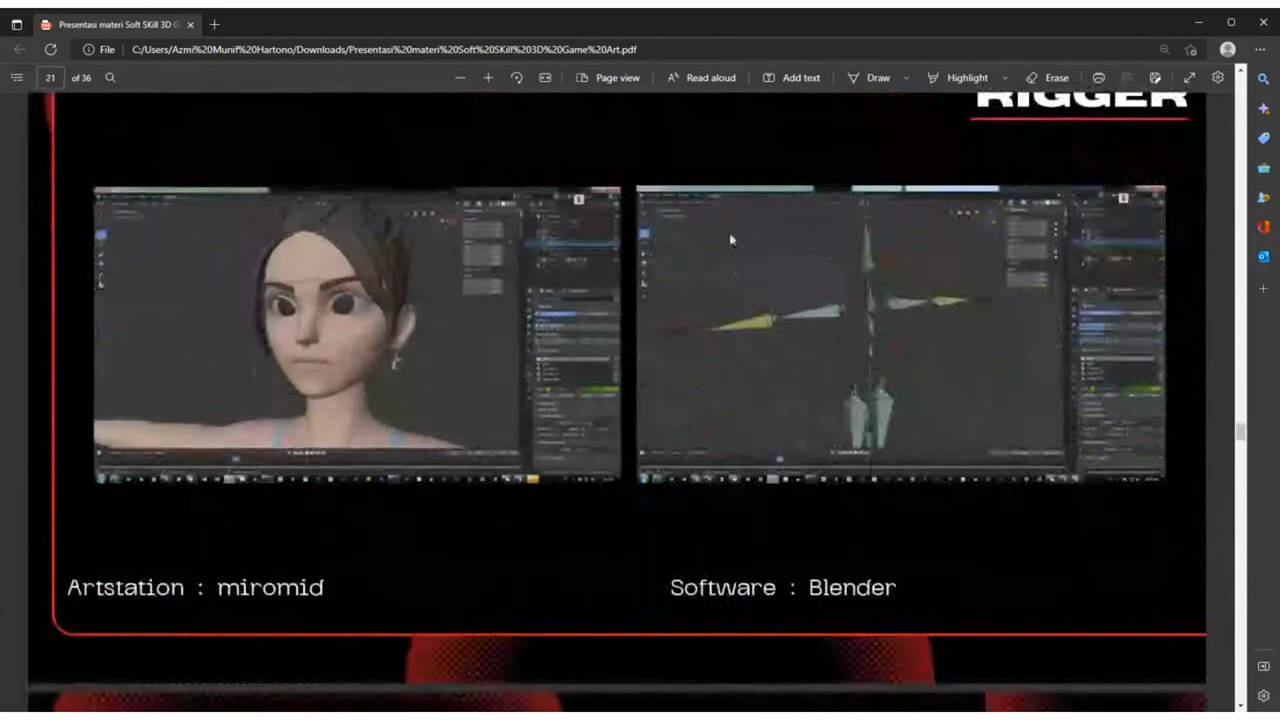 Presentasi materi Soft SKill 3D G
File
C:/Users/Azmi%20Munif%20Hartono/Downloads/Presentasi%20materi%20Soft%20SKill%203D%20Game%20Art.pdf
21 of 36
Page view
Read aloud
Add text
Draw
Highlight
Erase
RIGGER
Artstation : miromid
Software : Blender